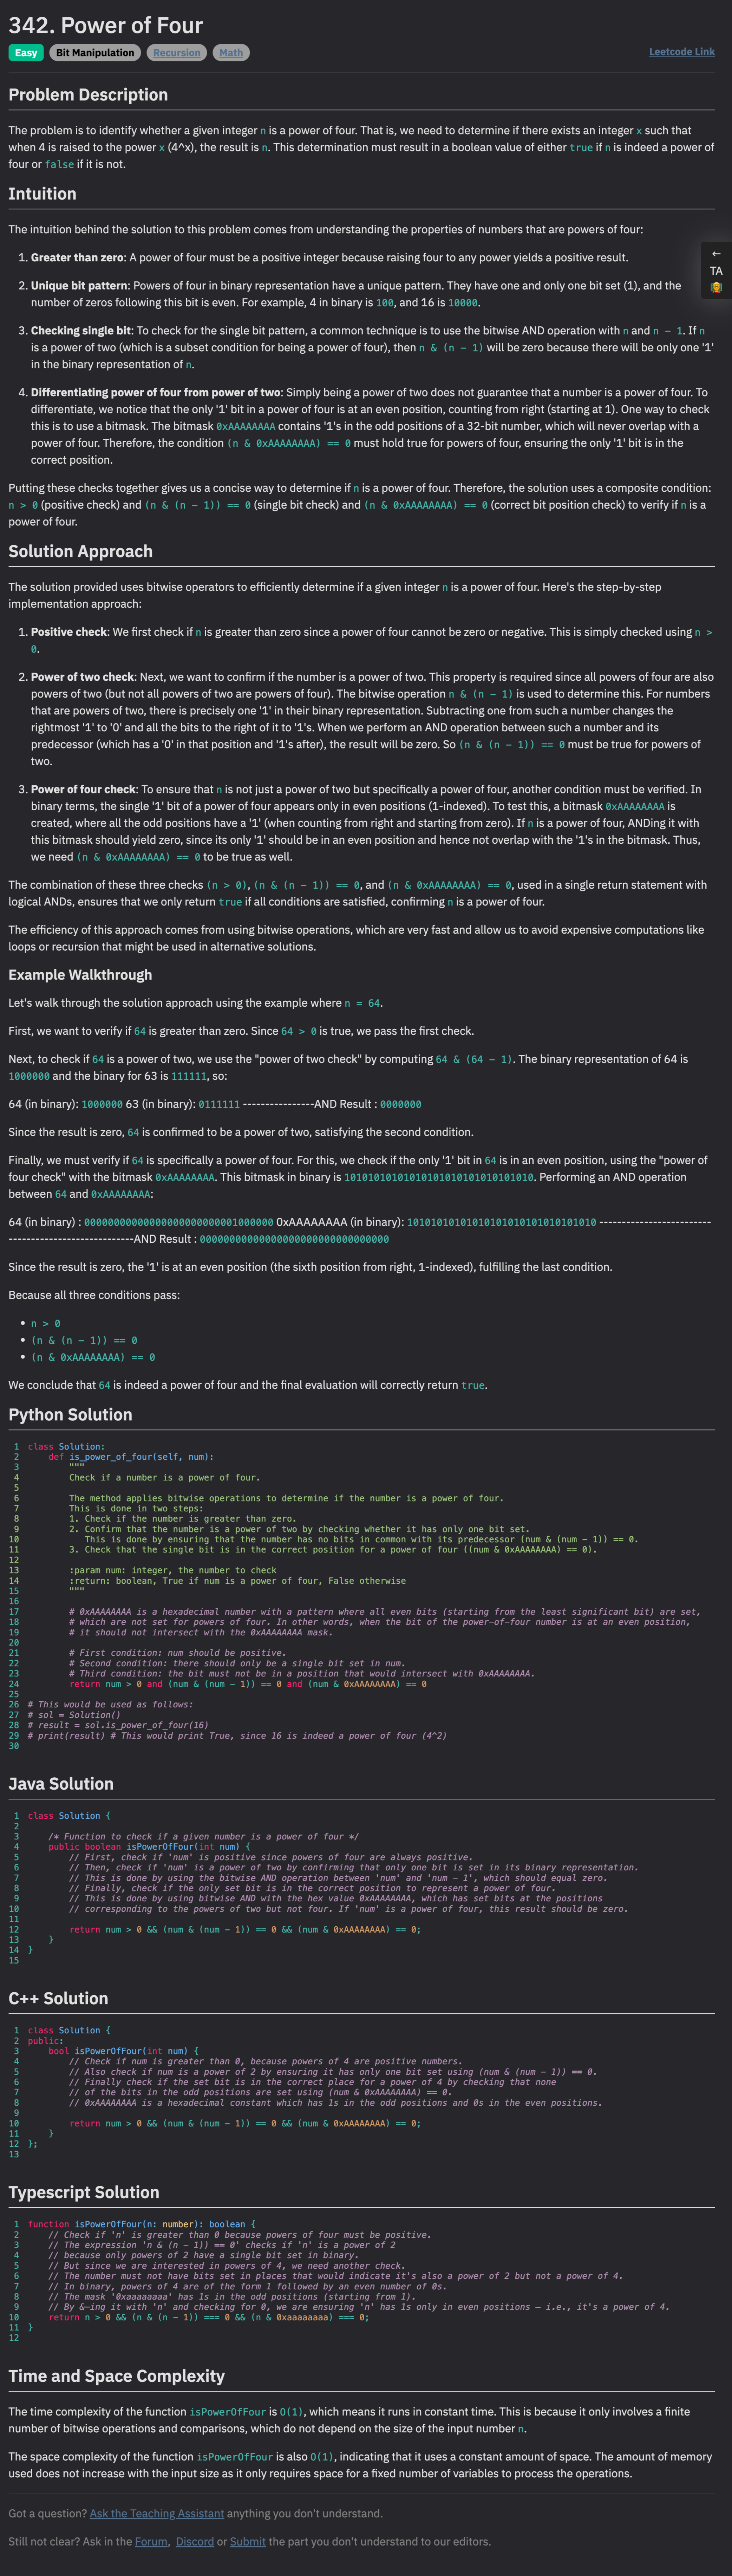 342. Power of Four
Easy Bit Manipulation Recursion Math Leetcode Link
Problem Description
The problem is to identify whether a given integer n is a power of four. That is, we need to determine if there exists an integer x such that
when 4 is raised to the power x (4^x), the result is n. This determination must result in a boolean value of either true if n is indeed a power of
four or false if it is not.
Intuition
The intuition behind the solution to this problem comes from understanding the properties of numbers that are powers of four:
1. Greater than zero: A power of four must be a positive integer because raising four to any power yields a positive result.
←
TA
2. Unique bit pattern: Powers of four in binary representation have a unique pattern. They have one and only one bit set (1), and the
number of zeros following this bit is even. For example, 4 in binary is 100, and 16 is 10000.
3. Checking single bit: To check for the single bit pattern, a common technique is to use the bitwise AND operation with n and n - 1. If n
is a power of two (which is a subset condition for being a power of four), then n & (n - 1) will be zero because there will be only one '1'
in the binary representation of n.
4. Differentiating power of four from power of two: Simply being a power of two does not guarantee that a number is a power of four. To
differentiate, we notice that the only '1' bit in a power of four is at an even position, counting from right (starting at 1). One way to check
this is to use a bitmask. The bitmask 0xAAAAAAAA contains '1's in the odd positions of a 32-bit number, which will never overlap with a
power of four. Therefore, the condition (n & 0xAAAAAAAA) == 0 must hold true for powers of four, ensuring the only '1' bit is in the
correct position.
Putting these checks together gives us a concise way to determine if n is a power of four. Therefore, the solution uses a composite condition:
n > 0 (positive check) and (n & (n - 1)) == 0 (single bit check) and (n & 0xAAAAAAAA) == 0 (correct bit position check) to verify if n is a
power of four.
Solution Approach
The solution provided uses bitwise operators to efficiently determine if a given integer n is a power of four. Here's the step-by-step
implementation approach:
1. Positive check: We first check if n is greater than zero since a power of four cannot be zero or negative. This is simply checked using n >
0.
2. Power of two check: Next, we want to confirm if the number is a power of two. This property is required since all powers of four are also
powers of two (but not all powers of two are powers of four). The bitwise operation n & (n - 1) is used to determine this. For numbers
that are powers of two, there is precisely one '1' in their binary representation. Subtracting one from such a number changes the
rightmost '1' to '0' and all the bits to the right of it to '1's. When we perform an AND operation between such a number and its
predecessor (which has a '0' in that position and '1's after), the result will be zero. So (n & (n - 1)) == 0 must be true for powers of
two.
3. Power of four check: To ensure that n is not just a power of two but specifically a power of four, another condition must be verified. In
binary terms, the single '1' bit of a power of four appears only in even positions (1-indexed). To test this, a bitmask 0xAAAAAAAA is
created, where all the odd positions have a '1' (when counting from right and starting from zero). If n is a power of four, ANDing it with
this bitmask should yield zero, since its only '1' should be in an even position and hence not overlap with the '1's in the bitmask. Thus,
we need (n & 0xAAAAAAAA) == 0 to be true as well.
The combination of these three checks (n > 0), (n & (n - 1)) == 0, and (n & 0xAAAAAAAA) == 0, used in a single return statement with
logical ANDs, ensures that we only return true if all conditions are satisfied, confirming n is a power of four.
The efficiency of this approach comes from using bitwise operations, which are very fast and allow us to avoid expensive computations like
loops or recursion that might be used in alternative solutions.
Example Walkthrough
Let's walk through the solution approach using the example where n = 64.
First, we want to verify if 64 is greater than zero. Since 64 > 0 is true, we pass the first check.
Next, to check if 64 is a power of two, we use the "power of two check" by computing 64 & (64 - 1). The binary representation of 64 is
1000000 and the binary for 63 is 111111, so:
64 (in binary): 1000000 63 (in binary): 0111111 ----------------AND Result : 0000000
Since the result is zero, 64 is confirmed to be a power of two, satisfying the second condition.
Finally, we must verify if 64 is specifically a power of four. For this, we check if the only '1' bit in 64 is in an even position, using the "power of
four check" with the bitmask 0xAAAAAAAA. This bitmask in binary is 10101010101010101010101010101010. Performing an AND operation
between 64 and 0xAAAAAAAA:
64 (in binary) : 00000000000000000000000001000000 0xAAAAAAAA (in binary): 10101010101010101010101010101010 -------------------------
----------------------------AND Result : 00000000000000000000000000000000
Since the result is zero, the '1' is at an even position (the sixth position from right, 1-indexed), fulfilling the last condition.
Because all three conditions pass:
• n > 0
• (n & (n - 1)) == 0
• (n & 0xAAAAAAAA) == 0
We conclude that 64 is indeed a power of four and the final evaluation will correctly return true.
Python Solution
1 class Solution:
2 def is_power_of_four(self, num):
3 """
4 Check if a number is a power of four.
5
6 The method applies bitwise operations to determine if the number is a power of four.
7 This is done in two steps:
8 1. Check if the number is greater than zero.
9 2. Confirm that the number is a power of two by checking whether it has only one bit set.
10 This is done by ensuring that the number has no bits in common with its predecessor (num & (num - 1)) == 0.
11 3. Check that the single bit is in the correct position for a power of four ((num & 0xAAAAAAAA) == 0).
12
13 :param num: integer, the number to check
14 :return: boolean, True if num is a power of four, False otherwise
15 """
16
17 # 0xAAAAAAAA is a hexadecimal number with a pattern where all even bits (starting from the least significant bit) are set,
18 # which are not set for powers of four. In other words, when the bit of the power-of-four number is at an even position,
19 # it should not intersect with the 0xAAAAAAAA mask.
20
21 # First condition: num should be positive.
22 # Second condition: there should only be a single bit set in num.
23 # Third condition: the bit must not be in a position that would intersect with 0xAAAAAAAA.
24 return num > 0 and (num & (num - 1)) == 0 and (num & 0xAAAAAAAA) == 0
25
26 # This would be used as follows:
27 # sol = Solution()
28 # result = sol.is_power_of_four(16)
29 # print(result) # This would print True, since 16 is indeed a power of four (4^2)
30
Java Solution
1 class Solution {
2
3 /* Function to check if a given number is a power of four */
4 public boolean isPowerOfFour(int num) {
5 // First, check if 'num' is positive since powers of four are always positive.
6 // Then, check if 'num' is a power of two by confirming that only one bit is set in its binary representation.
7 // This is done by using the bitwise AND operation between 'num' and 'num - 1', which should equal zero.
8 // Finally, check if the only set bit is in the correct position to represent a power of four.
9 // This is done by using bitwise AND with the hex value 0xAAAAAAAA, which has set bits at the positions
10 // corresponding to the powers of two but not four. If 'num' is a power of four, this result should be zero.
11
12 return num > 0 && (num & (num - 1)) == 0 && (num & 0xAAAAAAAA) == 0;
13 }
14 }
15
C++ Solution
1 class Solution {
2 public:
3 bool isPowerOfFour(int num) {
4 // Check if num is greater than 0, because powers of 4 are positive numbers.
5 // Also check if num is a power of 2 by ensuring it has only one bit set using (num & (num - 1)) == 0.
6 // Finally check if the set bit is in the correct place for a power of 4 by checking that none
7 // of the bits in the odd positions are set using (num & 0xAAAAAAAA) == 0.
8 // 0xAAAAAAAA is a hexadecimal constant which has 1s in the odd positions and 0s in the even positions.
9
10 return num > 0 && (num & (num - 1)) == 0 && (num & 0xAAAAAAAA) == 0;
11 }
12 };
13
Typescript Solution
1 function isPowerOfFour(n: number): boolean {
2 // Check if 'n' is greater than 0 because powers of four must be positive.
3 // The expression 'n & (n - 1)) == 0' checks if 'n' is a power of 2
4 // because only powers of 2 have a single bit set in binary.
5 // But since we are interested in powers of 4, we need another check.
6 // The number must not have bits set in places that would indicate it's also a power of 2 but not a power of 4.
7 // In binary, powers of 4 are of the form 1 followed by an even number of 0s.
8 // The mask '0xaaaaaaaa' has 1s in the odd positions (starting from 1).
9 // By &-ing it with 'n' and checking for 0, we are ensuring 'n' has 1s only in even positions — i.e., it's a power of 4.
10 return n > 0 && (n & (n - 1)) === 0 && (n & 0xaaaaaaaa) === 0;
11 }
12
Time and Space Complexity
The time complexity of the function isPowerOfFour is O(1), which means it runs in constant time. This is because it only involves a finite
number of bitwise operations and comparisons, which do not depend on the size of the input number n.
The space complexity of the function isPowerOfFour is also O(1), indicating that it uses a constant amount of space. The amount of memory
used does not increase with the input size as it only requires space for a fixed number of variables to process the operations.
Got a question? Ask the Teaching Assistant anything you don't understand.
Still not clear? Ask in the Forum, Discord or Submit the part you don't understand to our editors.